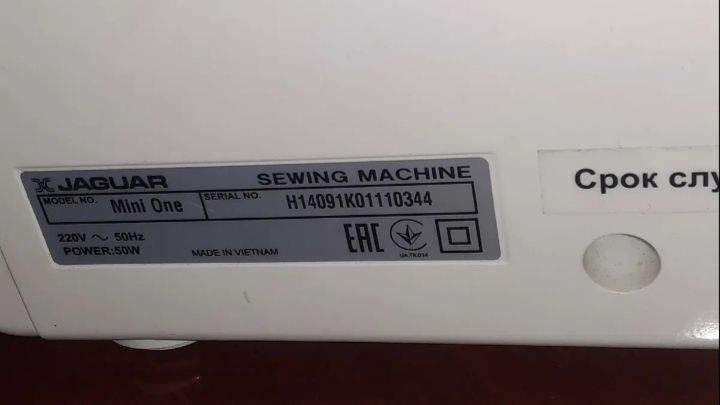 JAGUAR SEWING MACHINE
MODEL NO. Mini One SERIAL NO. H14091K01110344
220V ~ 50Hz
POWER:50W MADE IN VIETNAM
EAC
UA.TR.034
Срок слу